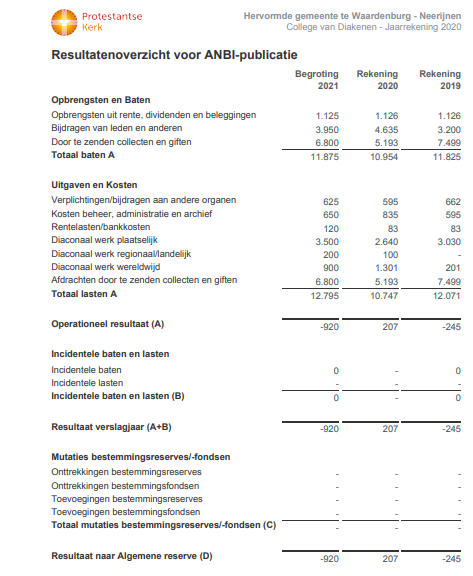 Protestantse
Kerk
Hervormde gemeente te Waardenburg - Neerijnen
College van Diakenen - Jaarrekening 2020
Resultatenoverzicht voor ANBI-publicatie
Begroting Rekening Rekening
2021 2020 2019
Opbrengsten en Baten
Opbrengsten uit rente, dividenden en beleggingen 1.125 1.126 1.126
Bijdragen van leden en anderen 3.950 4.635 3.200
Door te zenden collecten en giften 6.800 5.193 7.499
Totaal baten A 11.875 10.954 11.825
Uitgaven en Kosten
Verplichtingen/bijdragen aan andere organen 625 595 662
Kosten beheer, administratie en archief 650 835 595
Rentelasten/bankkosten 120 83 83
Diaconaal werk plaatselijk 3.500 2.640 3.030
Diaconaal werk regionaal/landelijk 200 100 -
Diaconaal werk wereldwijd 900 1.301 201
Afdrachten door te zenden collecten en giften 6.800 5.193 7.499
Totaal lasten A 12.795 10.747 12.071
Operationeel resultaat (A) -920 207 -245
Incidentele baten en lasten
Incidentele baten 0 - 0
Incidentele lasten - - -
Incidentele baten en lasten (B) 0 - 0
Resultaat verslagjaar (A+B) -920 207 -245
Mutaties bestemmingsreserves/-fondsen
Onttrekkingen bestemmingsreserves - - -
Onttrekkingen bestemmingsfondsen - - -
Toevoegingen bestemmingsreserves - - -
Toevoegingen bestemmingsfondsen - - -
Totaal mutaties bestemmingsreserves/-fondsen (C) - - -
Resultaat naar Algemene reserve (D) -920 207 -245